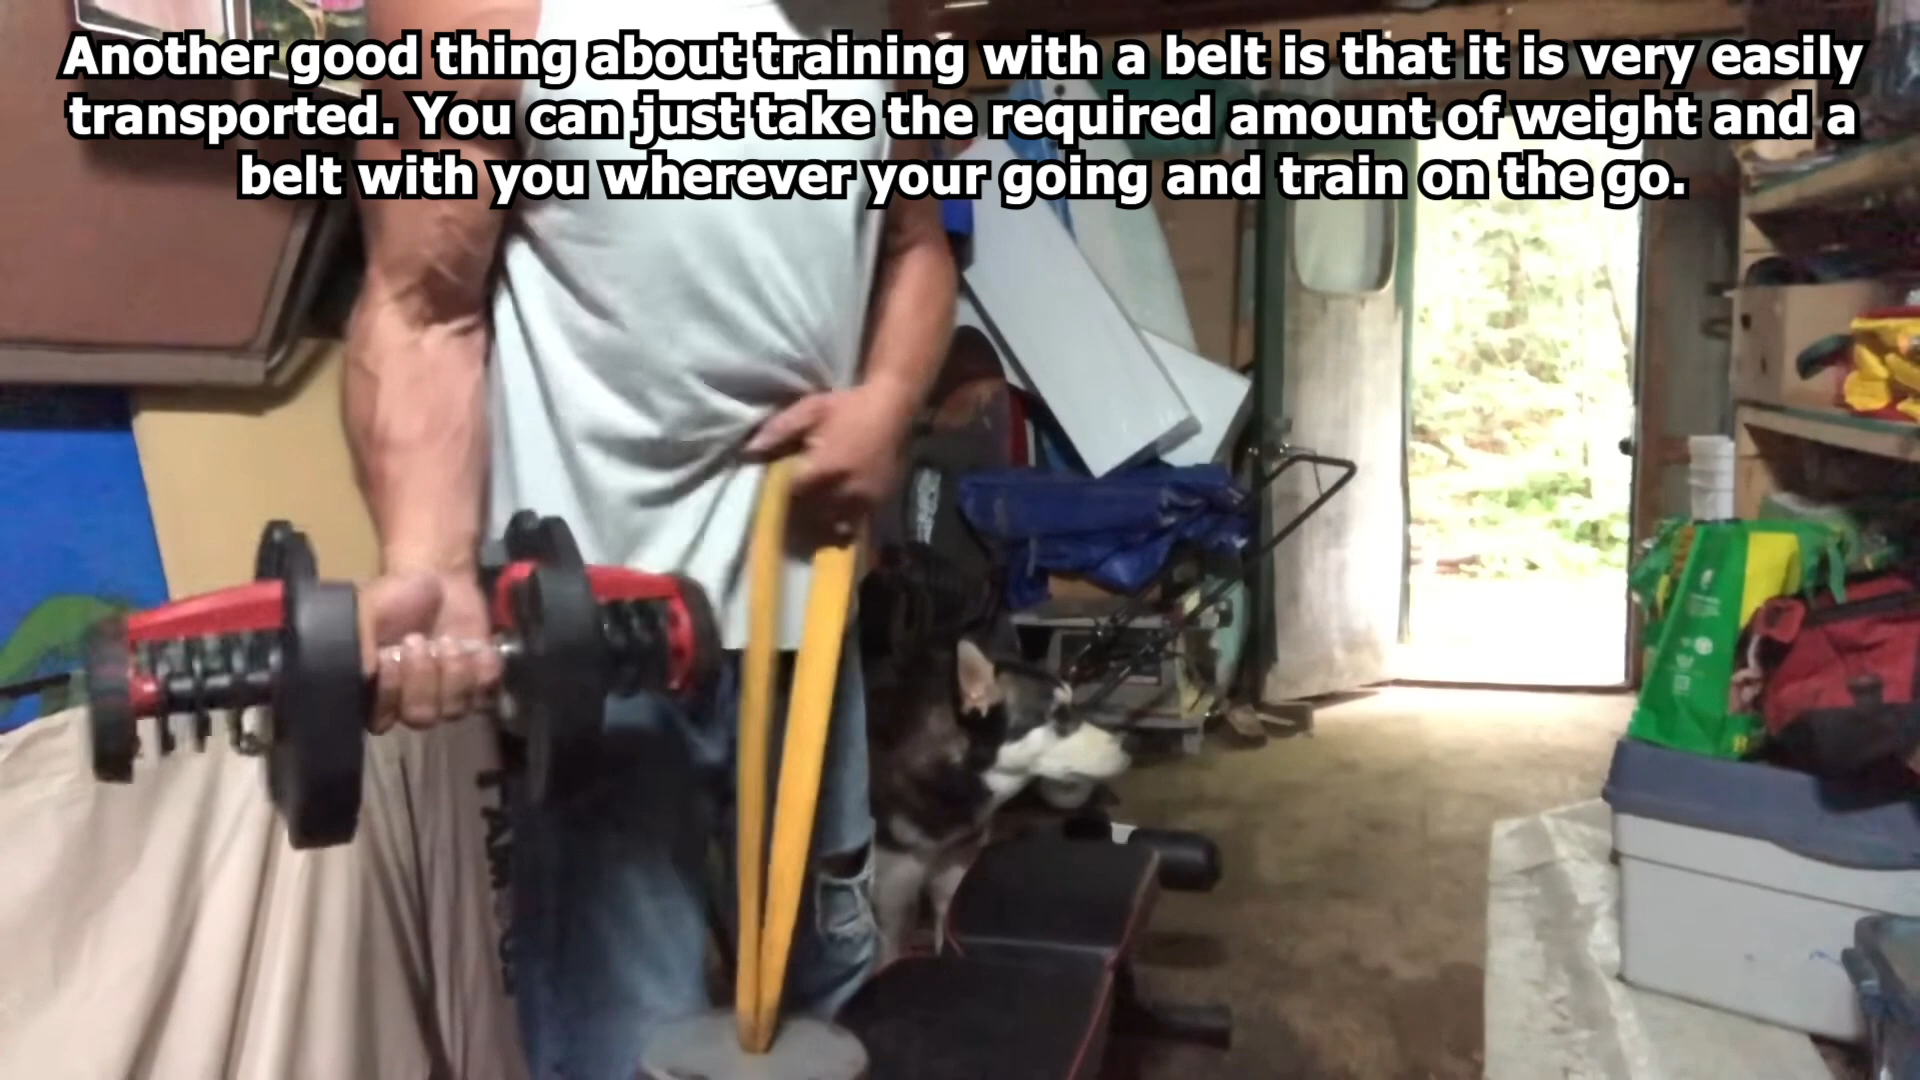 Another good thing about training with a belt is that it is very easily
transported. You can just take the required amount of weight and a
belt with you wherever your going and train on the go.